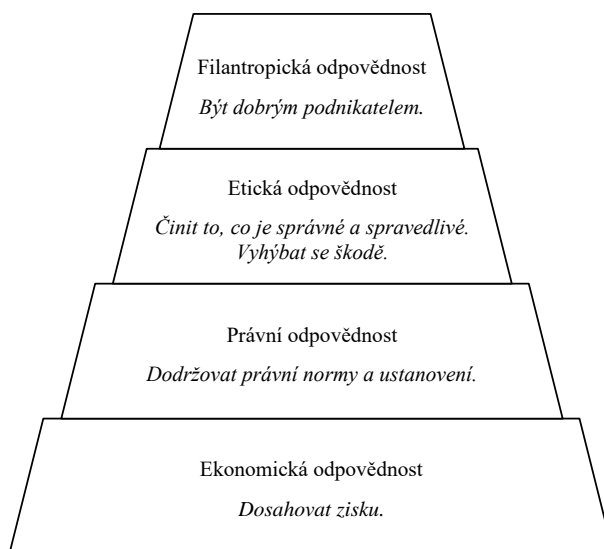 Filantropická odpovědnost
Být dobrým podnikatelem.
Etická odpovědnost
Činit to, co je správné a spravedlivé.
Vyhýbat se škodě.
Právní odpovědnost
Dodržovat právní normy a ustanovení.
Ekonomická odpovědnost
Dosahovat zisku.